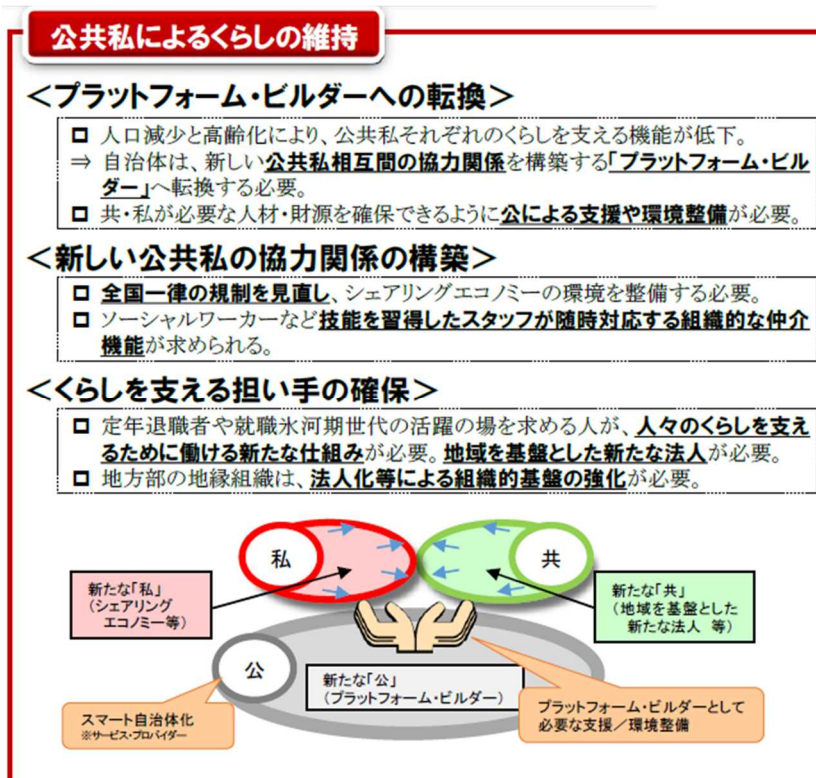 公共私によるくらしの維持
＜プラットフォーム・ビルダーへの転換＞
人口減少と高齢化により、公共私それぞれのくらしを支える機能が低下。
⇒ 自治体は、新しい公共私相互間の協力関係を構築する「プラットフォーム・ビル
ダー」へ転換する必要。
共・私が必要な人材・財源を確保できるように公による支援や環境整備が必要。
＜新しい公共私の協力関係の構築＞
全国一律の規制を見直し、シェアリングエコノミーの環境を整備する必要。
ソーシャルワーカーなど技能を習得したスタッフが随時対応する組織的な仲介
機能が求められる。
＜くらしを支える担い手の確保＞
定年退職者や就職氷河期世代の活躍の場を求める人が、人々のくらしを支え
るために働ける新たな仕組みが必要。地域を基盤とした新たな法人が必要。
地方部の地縁組織は、法人化等による組織的基盤の強化が必要。
私
共
新たな「私」
（シェアリング
エコノミー等）
新たな「共」
（地域を基盤とした
新たな法人 等）
公
新たな「公」
（プラットフォーム・ビルダー）
スマート自治体化
※サービス・プロバイダー
プラットフォーム・ビルダーとして
必要な支援／環境整備